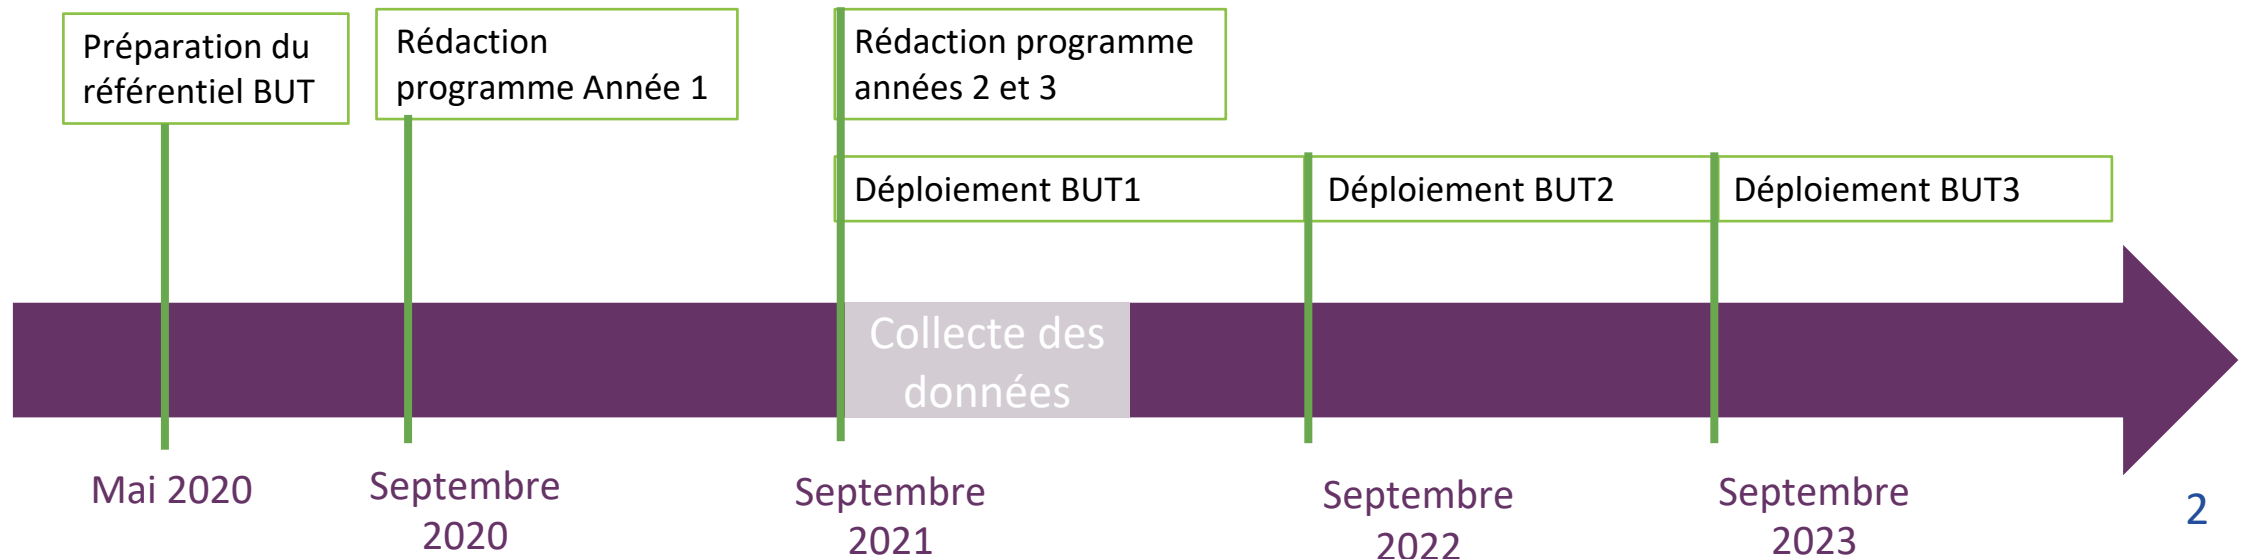 Préparation du
référentiel BUT
Rédaction
programme Année 1
Rédaction programme
années 2 et 3
Déploiement BUT1
Déploiement BUT2
Déploiement BUT3
Collecte des
données
Mai 2020
Septembre
2020
Septembre
2021
Septembre
2022
Septembre
2023
2